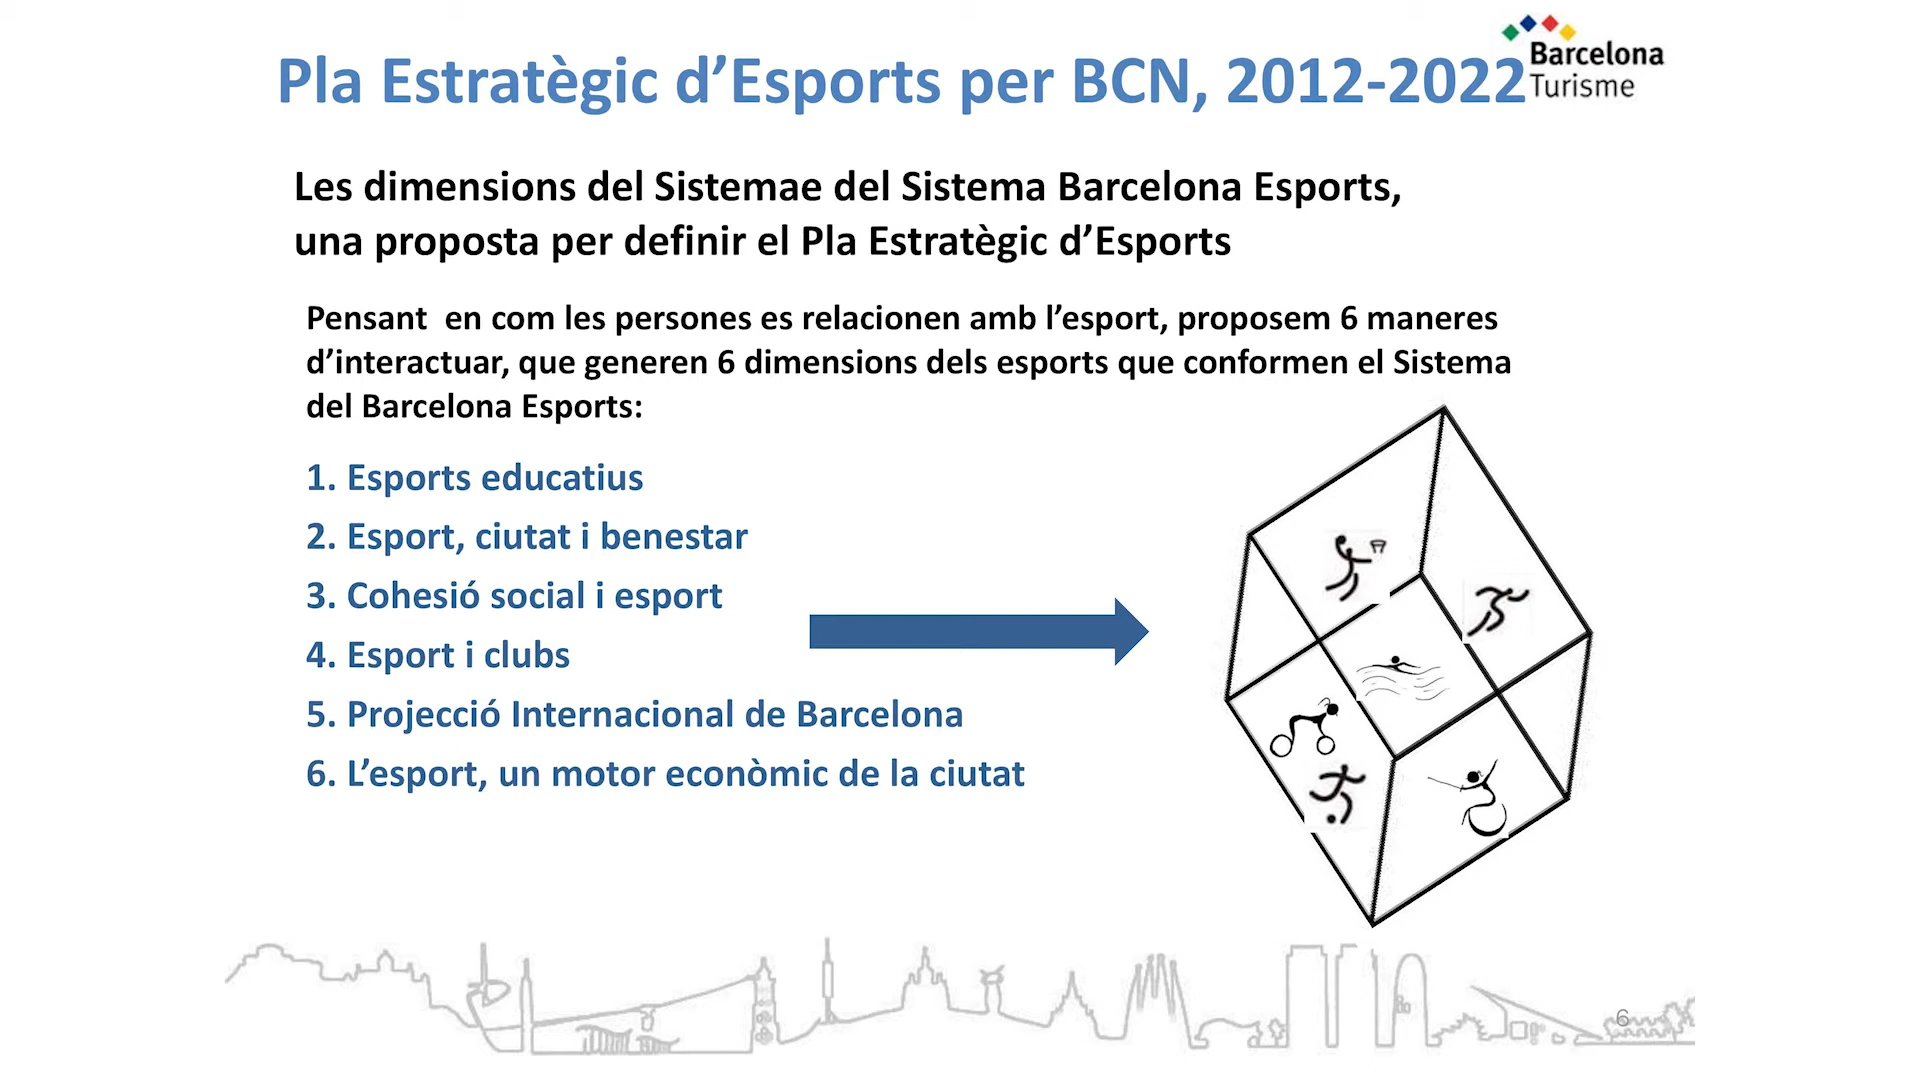 Barcelona
Turisme
Pla Estratègic d’Esports per BCN, 2012-2022
Les dimensions del Sistemae del Sistema Barcelona Esports,
una proposta per definir el Pla Estratègic d’Esports
Pensant  en com les persones es relacionen amb l’esport, proposem 6 maneres
d’interactuar, que generen 6 dimensions dels esports que conformen el Sistema
del Barcelona Esports:
1. Esports educatius
2. Esport, ciutat i benestar
3. Cohesió social i esport
4. Esport i clubs
5. Projecció Internacional de Barcelona
6. L’esport, un motor econòmic de la ciutat
6